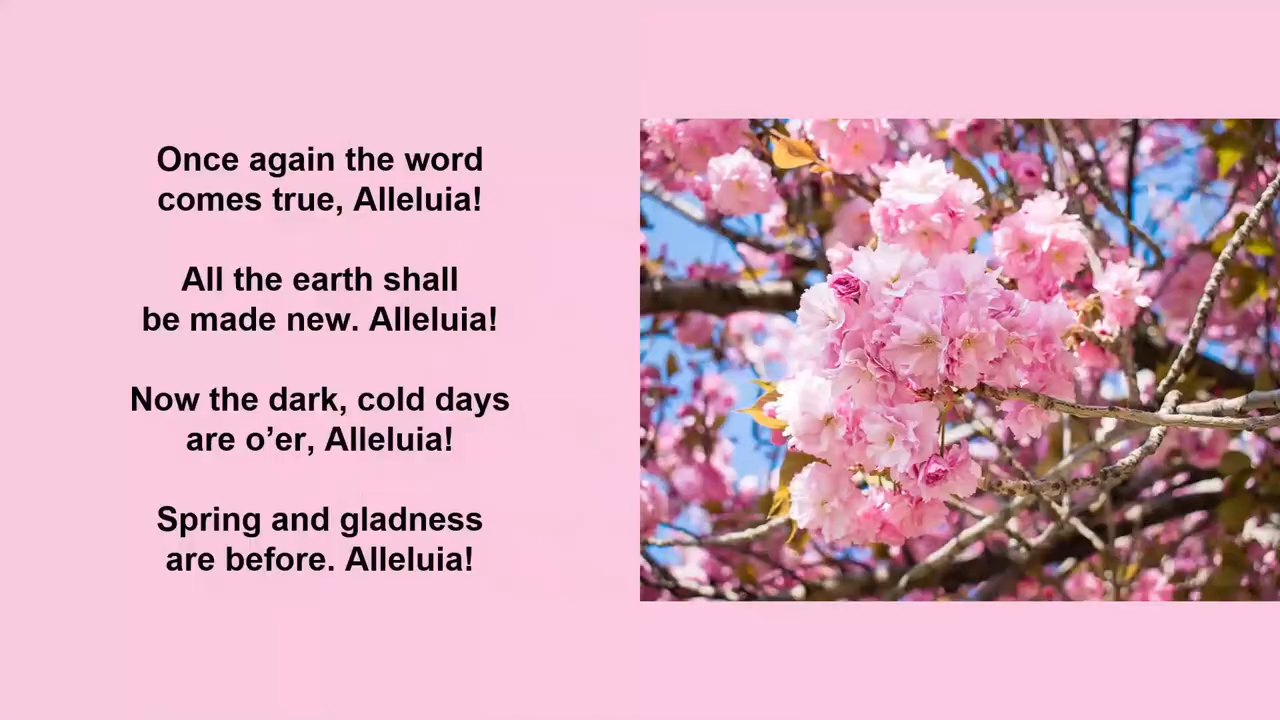 Once again the word
comes true, Alleluia!
All the earth shall
be made new. Alleluia!
Now the dark, cold days
are o’er, Alleluia!
Spring and gladness
are before. Alleluia!